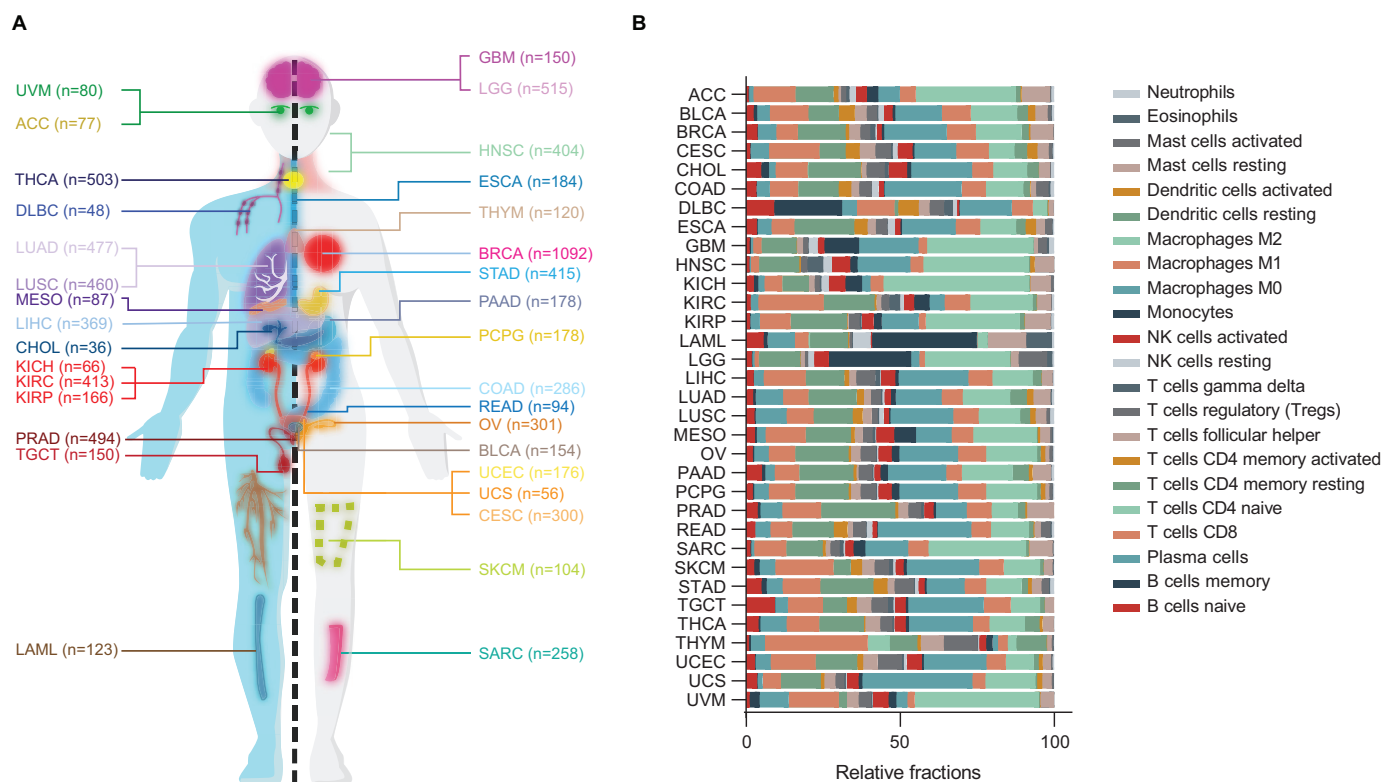 A
GBM (n=150)
LGG (n=515)
UVM (n=80)
ACC (n=77)
HNSC (n=404)
THCA (n=503)
ESCA (n=184)
DLBC (n=48)
THYM (n=120)
LUAD (n=477)
BRCA (n=1092)
STAD (n=415)
LUSC (n=460)
MESO (n=87)
PAAD (n=178)
LIHC (n=369)
PCPG (n=178)
CHOL (n=36)
KICH (n=66)
KIRC (n=413)
KIRP (n=166)
COAD (n=286)
READ (n=94)
OV (n=301)
PRAD (n=494)
BLCA (n=154)
TGCT (n=150)
UCEC (n=176)
UCS (n=56)
CESC (n=300)
SKCM (n=104)
LAML (n=123)
SARC (n=258)
B
ACC
BLCA
BRCA
CESC
CHOL
COAD
DLBC
ESCA
GBM
HNSC
KICH
KIRC
KIRP
LAML
LGG
LIHC
LUAD
LUSC
MESO
OV
PAAD
PCPG
PRAD
READ
SARC
SKCM
STAD
TGCT
THCA
THYM
UCEC
UCS
UVM
0
50
100
Relative fractions
Neutrophils
Eosinophils
Mast cells activated
Mast cells resting
Dendritic cells activated
Dendritic cells resting
Macrophages M2
Macrophages M1
Macrophages M0
Monocytes
NK cells activated
NK cells resting
T cells gamma delta
T cells regulatory (Tregs)
T cells follicular helper
T cells CD4 memory activated
T cells CD4 memory resting
T cells CD4 naive
T cells CD8
Plasma cells
B cells memory
B cells naive